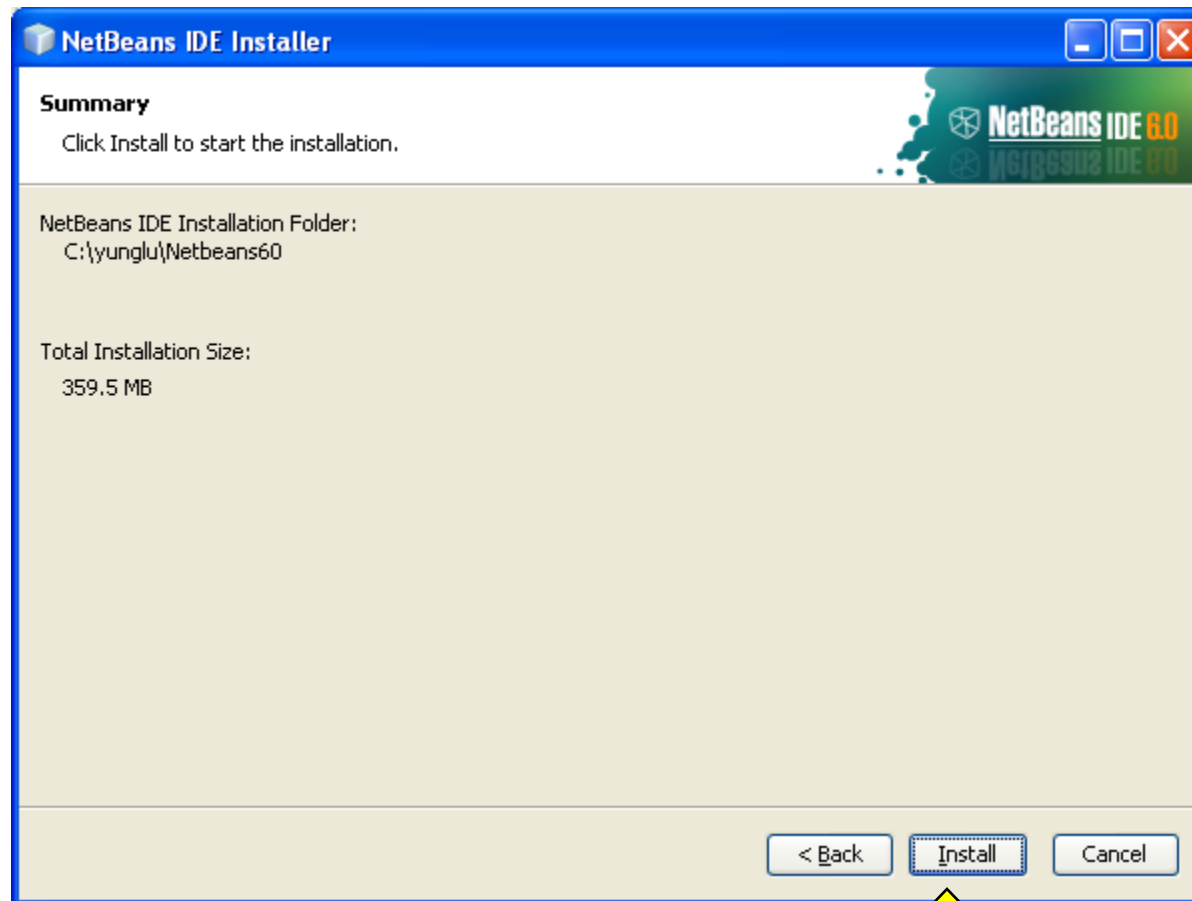 NetBeans IDE Installer
Summary
Click Install to start the installation.
NetBeans IDE 6.0
NetBeans IDE Installation Folder:
C:\yunglu\Netbeans60
Total Installation Size:
359.5 MB
< Back
Install
Cancel